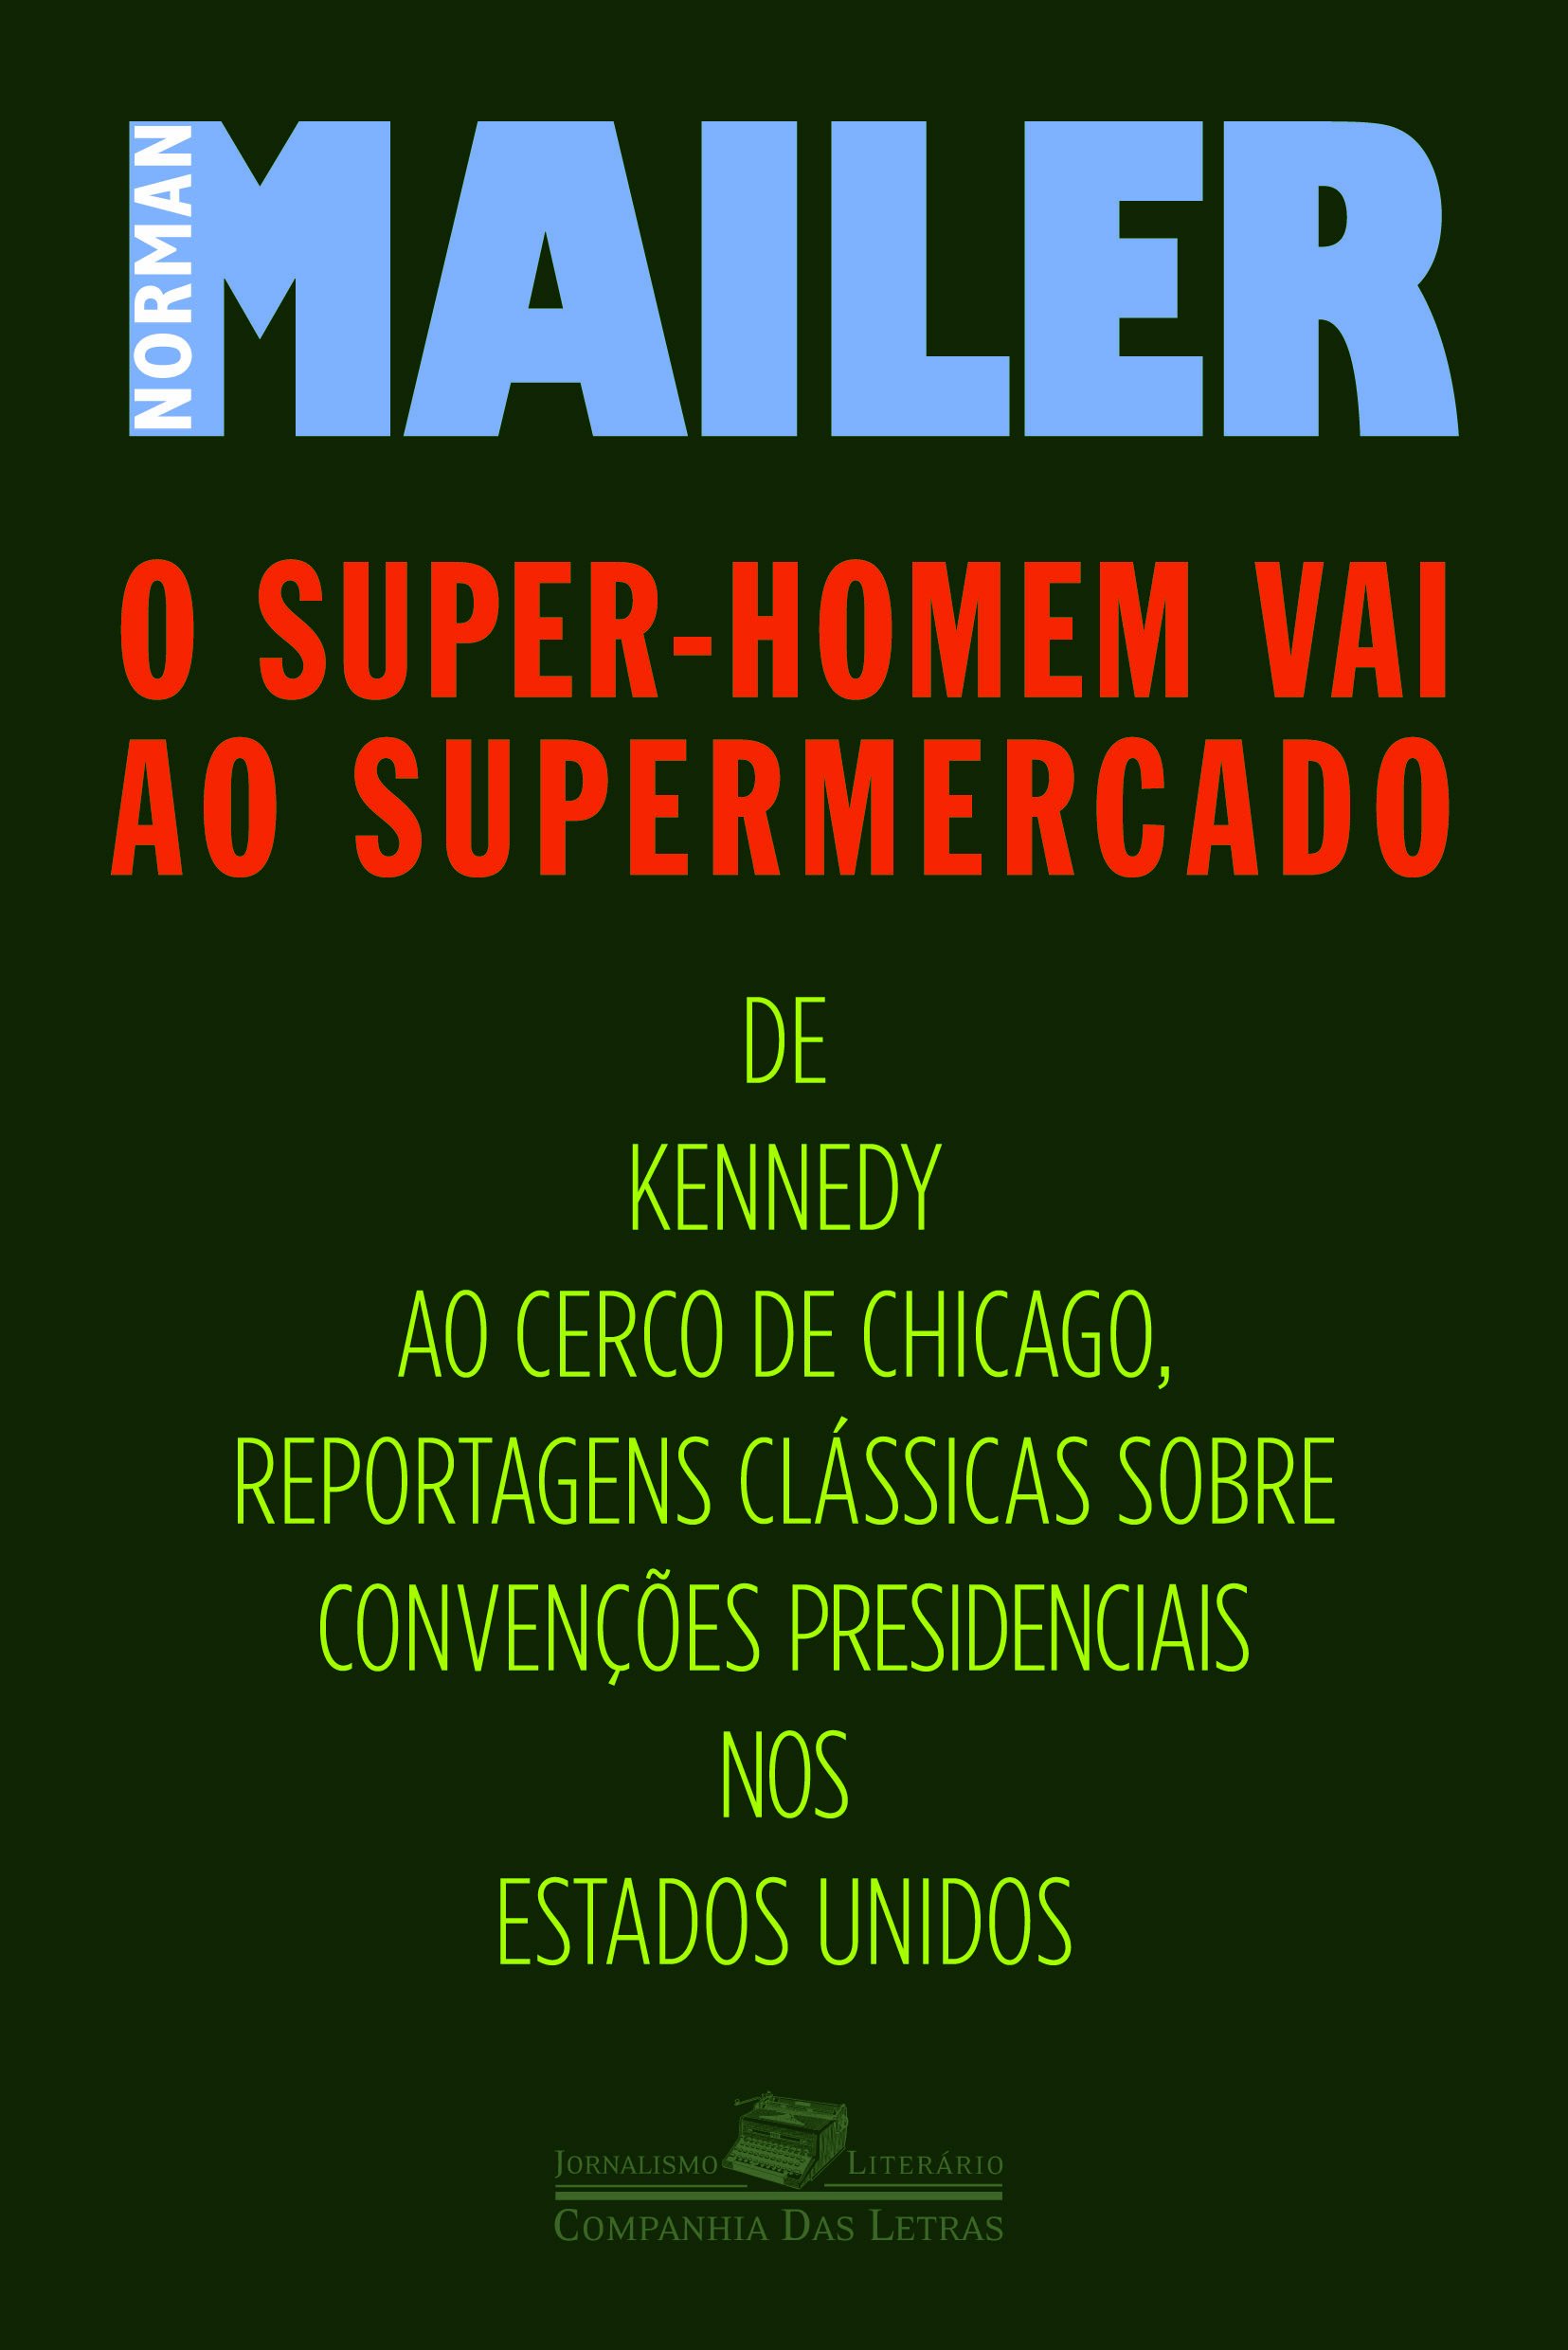 NORMAN
MAILER
O SUPER-HOMEM VAI
AO SUPERMERCADO
DE
KENNEDY
AO CERCO DE CHICAGO,
REPORTAGENS CLÁSSICAS SOBRE
CONVENÇÕES PRESIDENCIAIS
NOS
ESTADOS UNIDOS
JORNALISMO LITERÁRIO
COMPANHIA DAS LETRAS